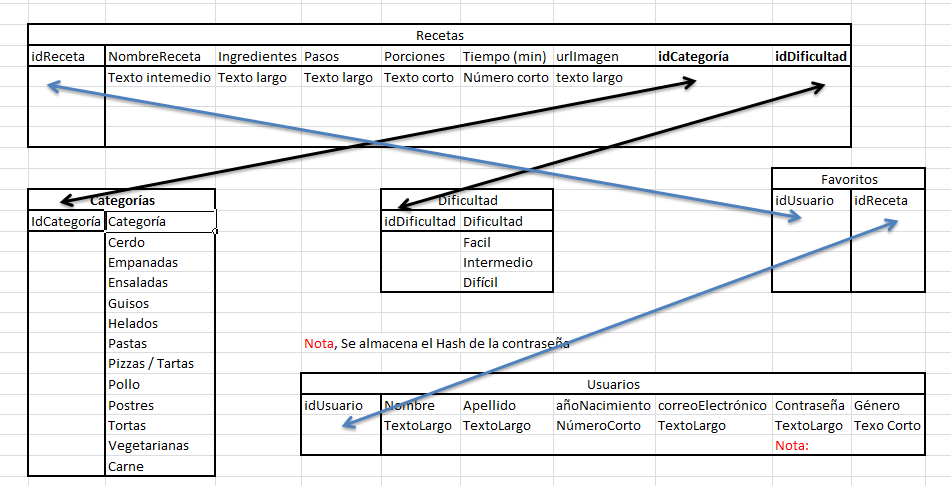 Recetas
idReceta NombreReceta Ingredientes Pasos Porciones Tiempo (min) urlImagen idCategoría idDificultad
Texto intemedio Texto largo Texto largo Texto corto Número corto texto largo
Favoritos
idUsuario idReceta
Categorías
IdCategoría Categoría
Cerdo
Empanadas
Ensaladas
Guisos
Helados
Pastas
Pizzas / Tartas
Pollo
Postres
Tortas
Vegetarianas
Carne
Dificultad
idDificultad Dificultad
Facil
Intermedio
Difícil
Nota, Se almacena el Hash de la contraseña
Usuarios
idUsuario Nombre Apellido añoNacimiento correoElectrónico Contraseña Género
TextoLargo TextoLargo NúmeroCorto TextoLargo TextoLargo Texo Corto
Nota: